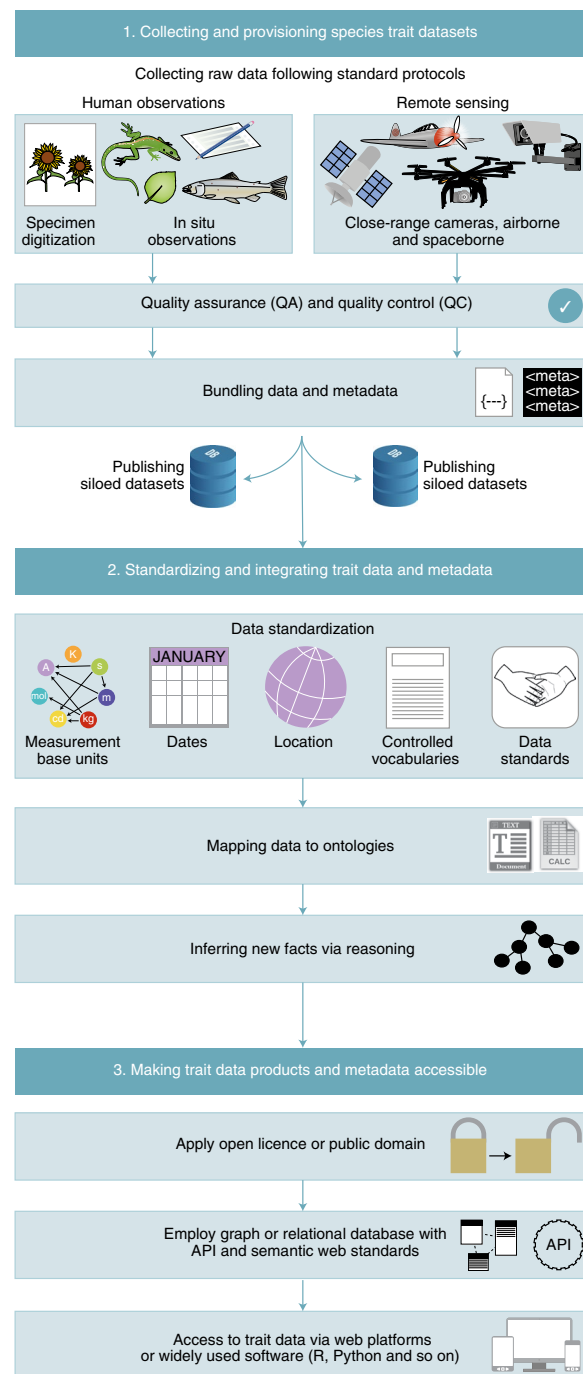 1. Collecting and provisioning species trait datasets
Collecting raw data following standard protocols
Human observations
Remote sensing
Specimen
digitization
In situ
observations
Close-range cameras, airborne
and spaceborne
Quality assurance (QA) and quality control (QC)
✓
Bundling data and metadata
{---}
<meta>
<meta>
<meta>
DB
Publishing
siloed datasets
DB
Publishing
siloed datasets
2. Standardizing and integrating trait data and metadata
Data standardization
K
A
s
mol
m
cd
kg
Measurement
base units
JANUARY
Dates
Location
Controlled
vocabularies
Data
standards
Mapping data to ontologies
TEXT
T
Document
CALC
Inferring new facts via reasoning
3. Making trait data products and metadata accessible
Apply open licence or public domain
Employ graph or relational database with
API and semantic web standards
API
Access to trait data via web platforms
or widely used software (R, Python and so on)